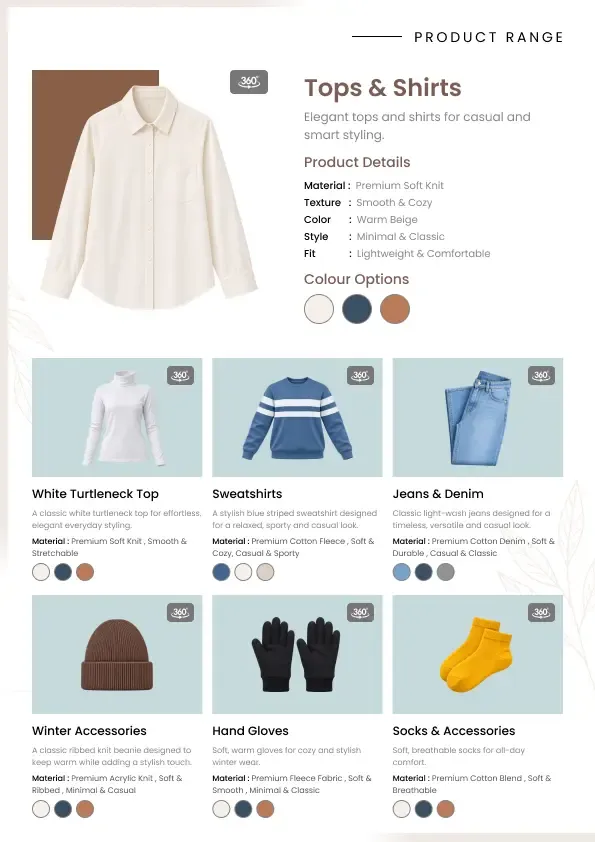 PRODUCT RANGE
360°
Tops & Shirts
Elegant tops and shirts for casual and
smart styling.
Product Details
Material : Premium Soft Knit
Texture : Smooth & Cozy
Color : Warm Beige
Style : Minimal & Classic
Fit : Lightweight & Comfortable
Colour Options
360°
White Turtleneck Top
A classic white turtleneck top for effortless,
elegant everyday styling.
Material : Premium Soft Knit , Smooth &
Stretchable
360°
Sweatshirts
A stylish blue striped sweatshirt designed
for a relaxed, sporty and casual look.
Material : Premium Cotton Fleece , Soft &
Cozy, Casual & Sporty
360°
Jeans & Denim
Classic light-wash jeans designed for a
timeless, versatile and casual look.
Material : Premium Cotton Denim , Soft &
Durable , Casual & Classic
360°
Winter Accessories
A classic ribbed knit beanie designed to
keep warm while adding a stylish touch.
Material : Premium Acrylic Knit , Soft &
Ribbed , Minimal & Casual
360°
Hand Gloves
Soft, warm gloves for cozy and stylish
winter wear.
Material : Premium Fleece Fabric , Soft &
Smooth , Minimal & Classic
360°
Socks & Accessories
Soft, breathable socks for all-day
comfort.
Material : Premium Cotton Blend , Soft &
Breathable